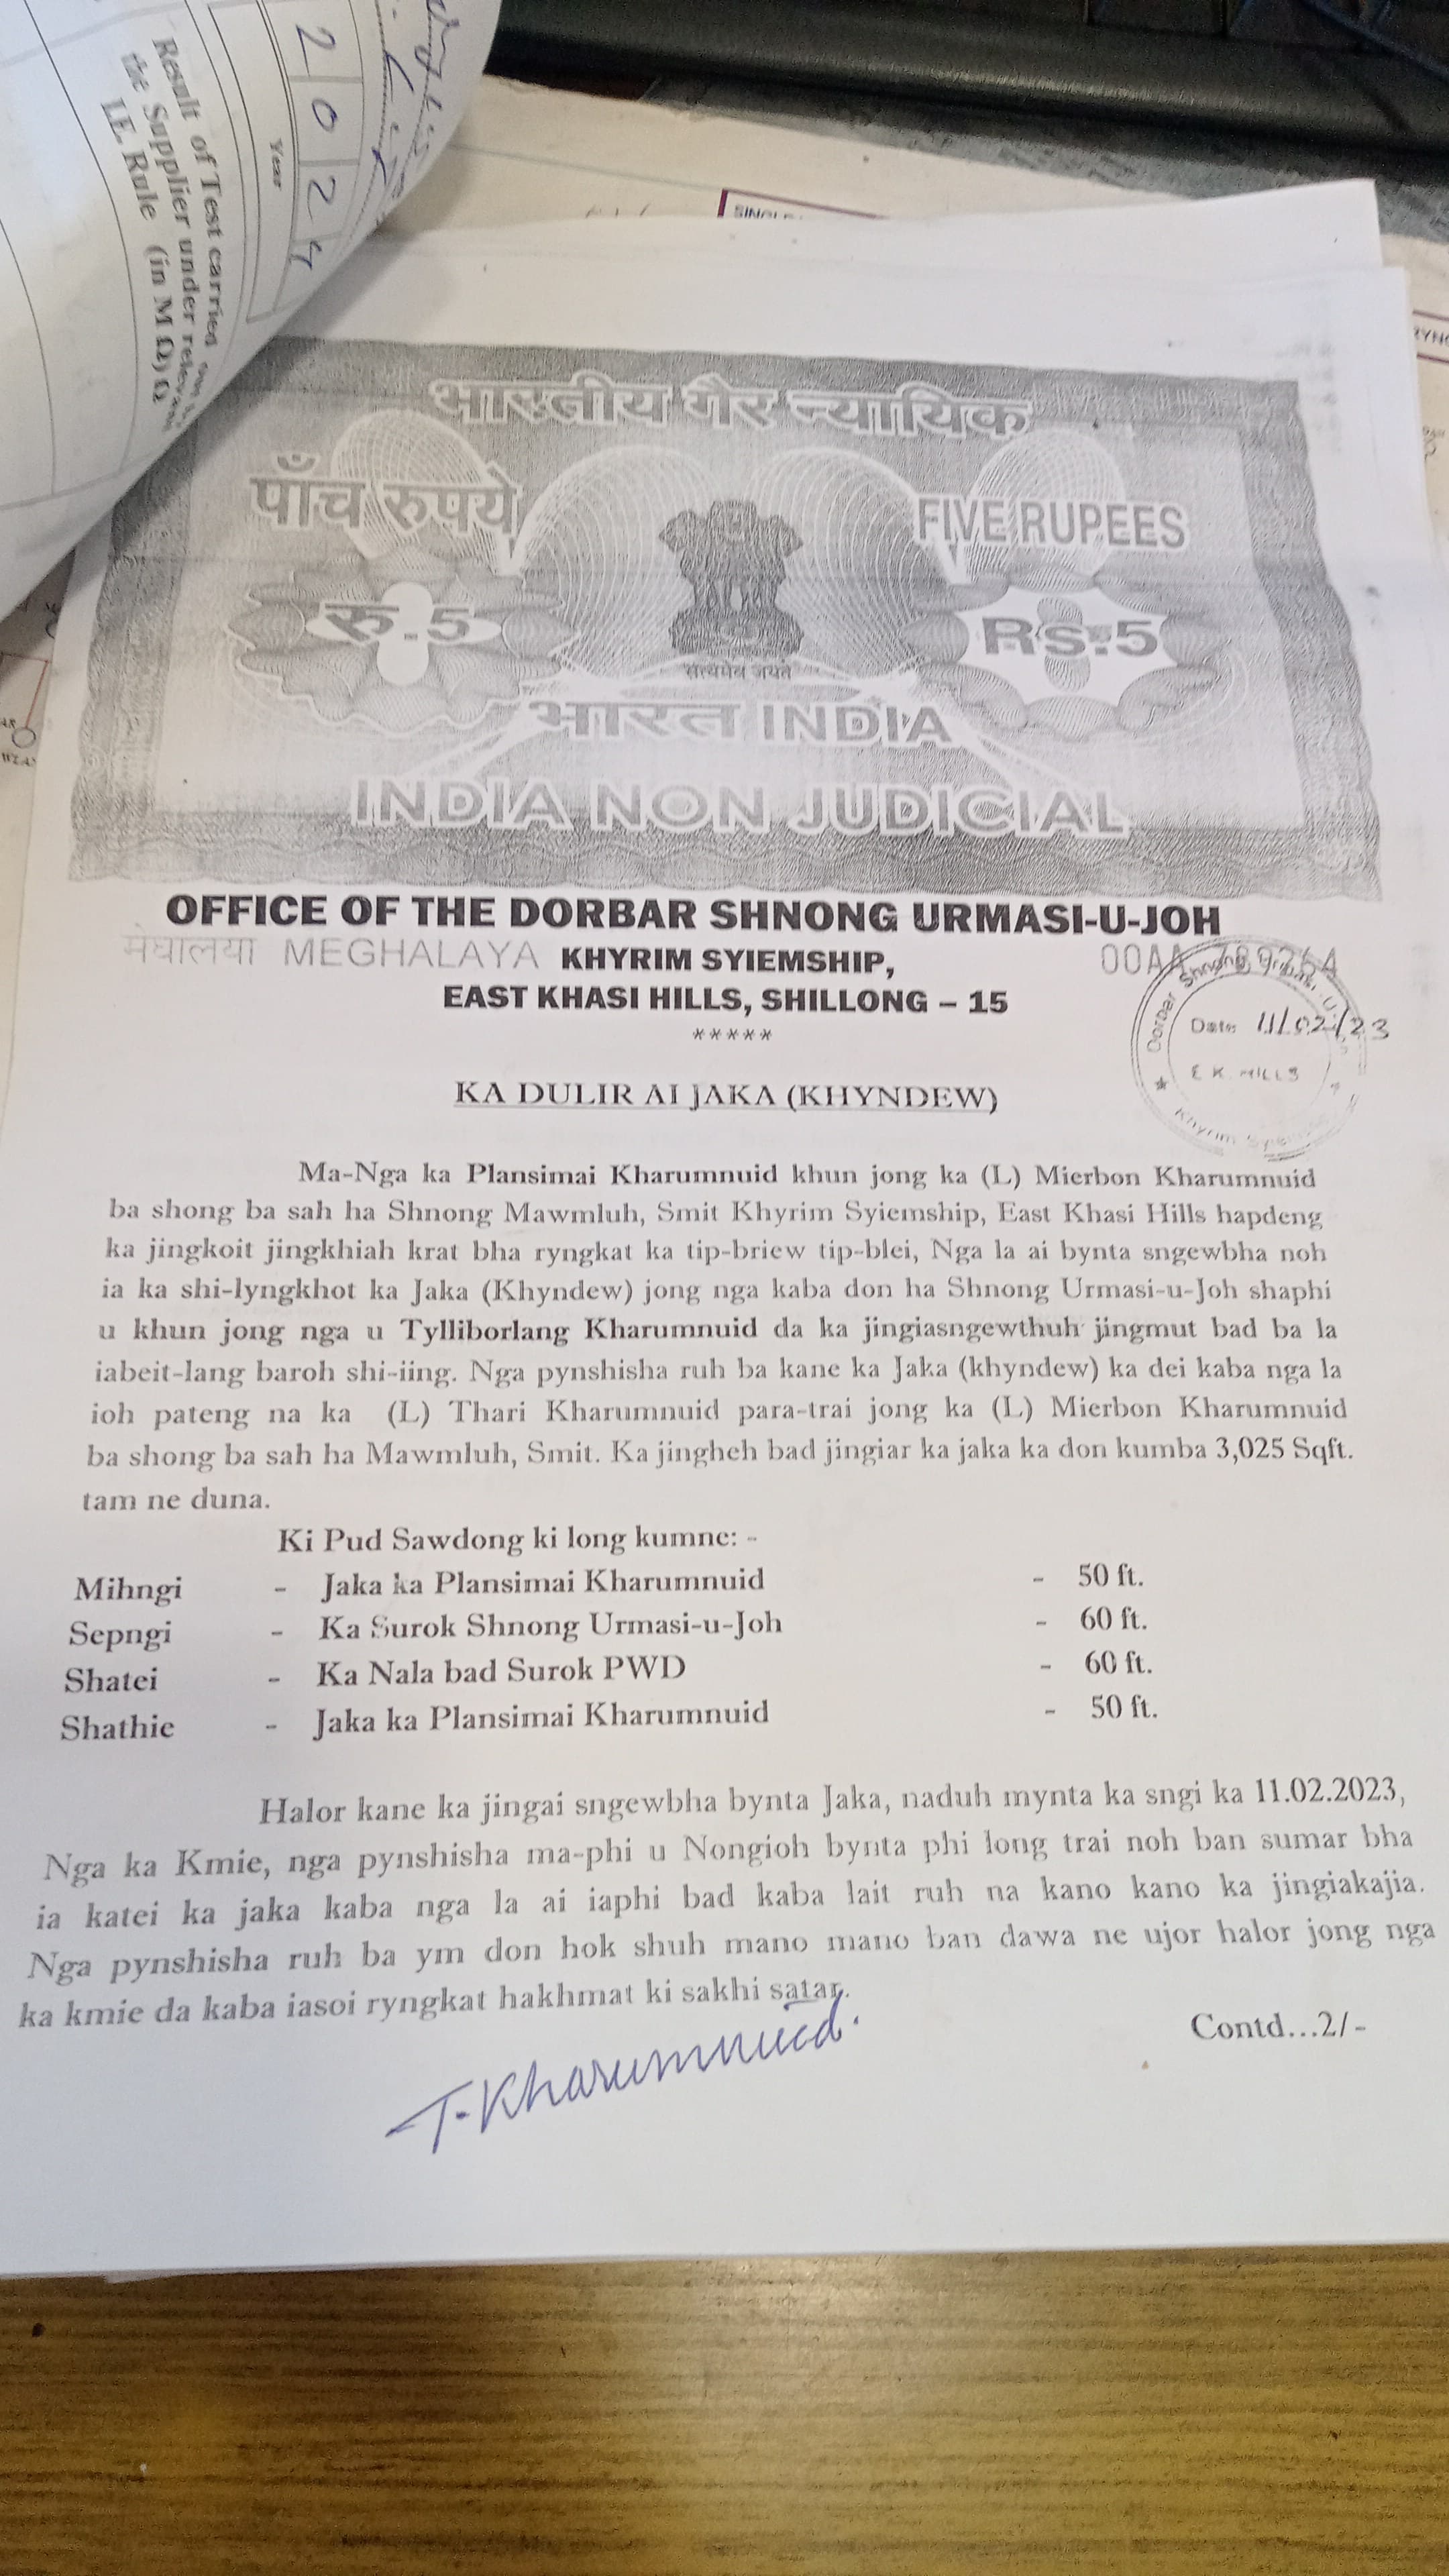 Result of Test carried
the Supplier under relevant
I.E. Rule (in M Ω) Ω
Year
2 0 2 4
भारतीय गैर न्यायिक
पाँच रुपये
FIVE RUPEES
रु.5
Rs.5
सत्यमेव जयते
भारत INDIA
INDIA NON JUDICIAL
OFFICE OF THE DORBAR SHNONG URMASI-U-JOH
मेघालया MEGHALAYA KHYRIM SYIEMSHIP,
EAST KHASI HILLS, SHILLONG – 15
*****
Dorbar Shnong
Date 11/02/23
E K HILLS
Khyrim
KA DULIR AI JAKA (KHYNDEW)
Ma-Nga ka Plansimai Kharumnuid khun jong ka (L) Mierbon Kharumnuid
ba shong ba sah ha Shnong Mawmluh, Smit Khyrim Syiemship, East Khasi Hills hapdeng
ka jingkoit jingkhiah krat bha ryngkat ka tip-briew tip-blei, Nga la ai bynta sngewbha noh
ia ka shi-lyngkhot ka Jaka (Khyndew) jong nga kaba don ha Shnong Urmasi-u-Joh shaphi
u khun jong nga u Tylliborlang Kharumnuid da ka jingiasngewthuh jingmut bad ba la
iabeit-lang baroh shi-iing. Nga pynshisha ruh ba kane ka Jaka (khyndew) ka dei kaba nga la
ioh pateng na ka (L) Thari Kharumnuid para-trai jong ka (L) Mierbon Kharumnuid
ba shong ba sah ha Mawmluh, Smit. Ka jingheh bad jingiar ka jaka ka don kumba 3,025 Sqft.
tam ne duna.
Ki Pud Sawdong ki long kumne: -
Mihngi - Jaka ka Plansimai Kharumnuid - 50 ft.
Sepngi - Ka Surok Shnong Urmasi-u-Joh - 60 ft.
Shatei - Ka Nala bad Surok PWD - 60 ft.
Shathie - Jaka ka Plansimai Kharumnuid - 50 ft.
Halor kane ka jingai sngewbha bynta Jaka, naduh mynta ka sngi ka 11.02.2023,
Nga ka Kmie, nga pynshisha ma-phi u Nongioh bynta phi long trai noh ban sumar bha
ia katei ka jaka kaba nga la ai iaphi bad kaba lait ruh na kano kano ka jingiakajia.
Nga pynshisha ruh ba ym don hok shuh mano mano ban dawa ne ujor halor jong nga
ka kmie da kaba iasoi ryngkat hakhmat ki sakhi satar.
Contd...2/-
T-Kharumnuid.